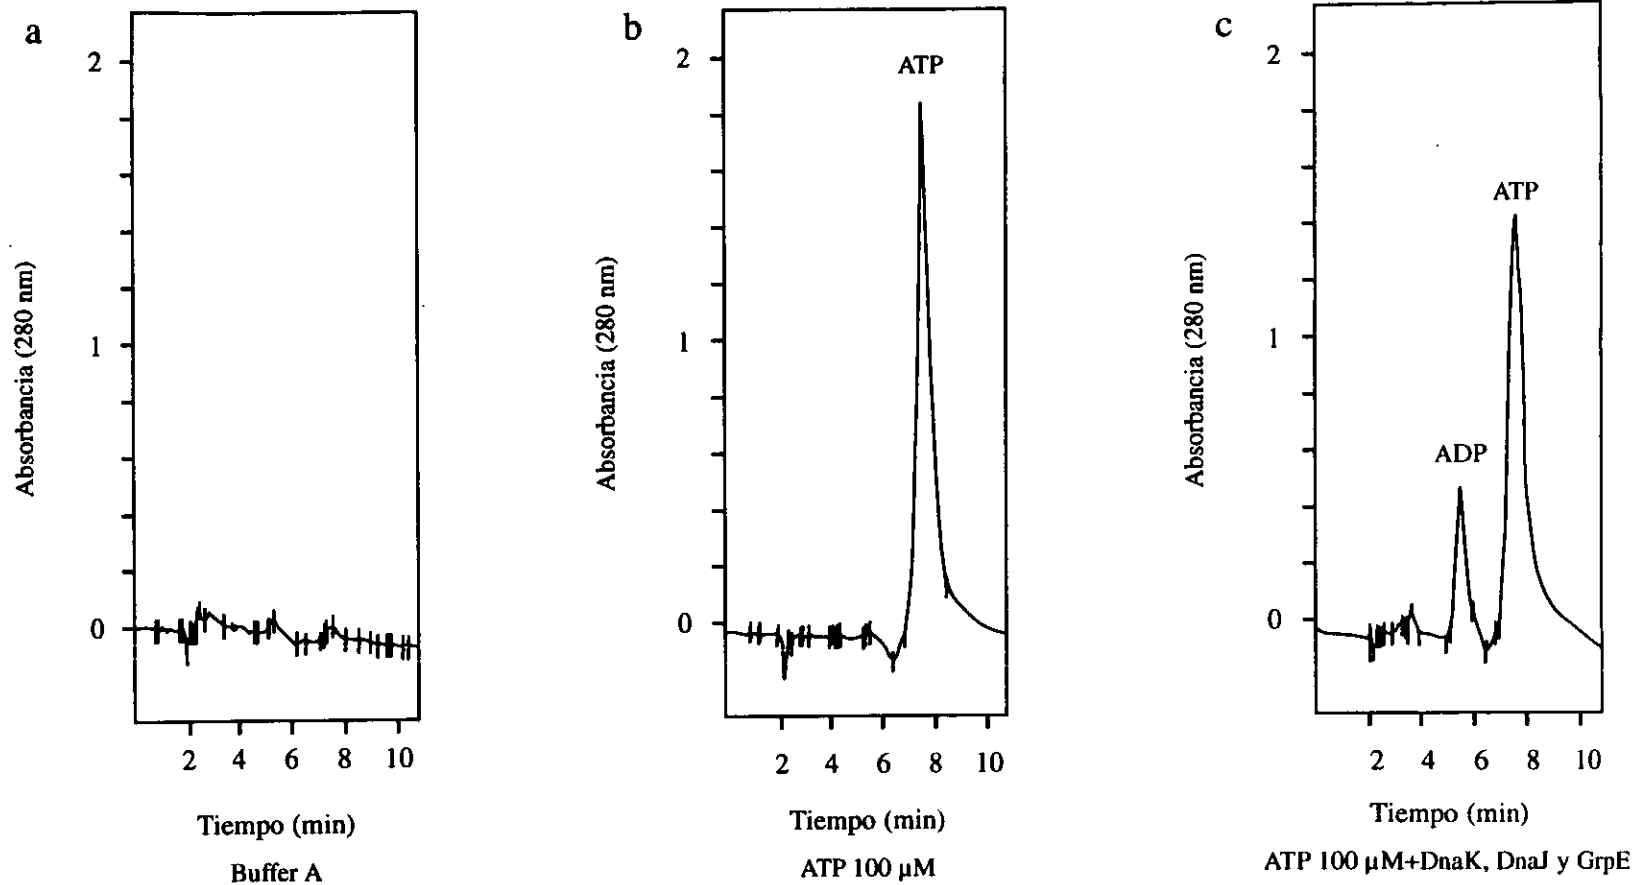 a
2
1
0
Absorbancia (280 nm)
2 4 6 8 10
Tiempo (min)
Buffer A
b
2
1
0
Absorbancia (280 nm)
ATP
2 4 6 8 10
Tiempo (min)
ATP 100 μM
c
2
1
0
Absorbancia (280 nm)
ADP
ATP
2 4 6 8 10
Tiempo (min)
ATP 100 μM+DnaK, DnaJ y GrpE